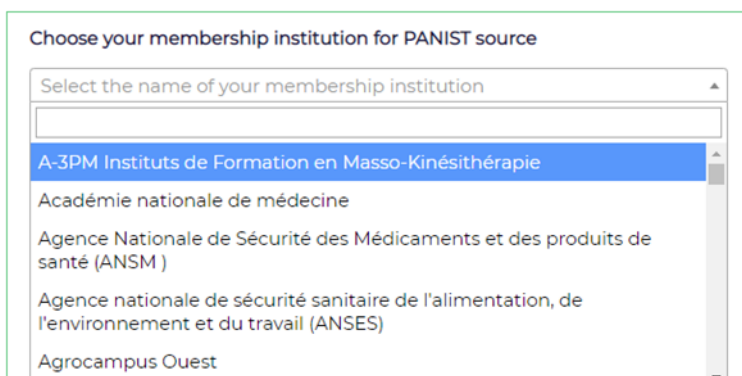 Choose your membership institution for PANIST source
Select the name of your membership institution
A-3PM Instituts de Formation en Masso-Kinésithérapie
Académie nationale de médecine
Agence Nationale de Sécurité des Médicaments et des produits de
santé (ANSM )
Agence nationale de sécurité sanitaire de l'alimentation, de
l'environnement et du travail (ANSES)
Agrocampus Ouest